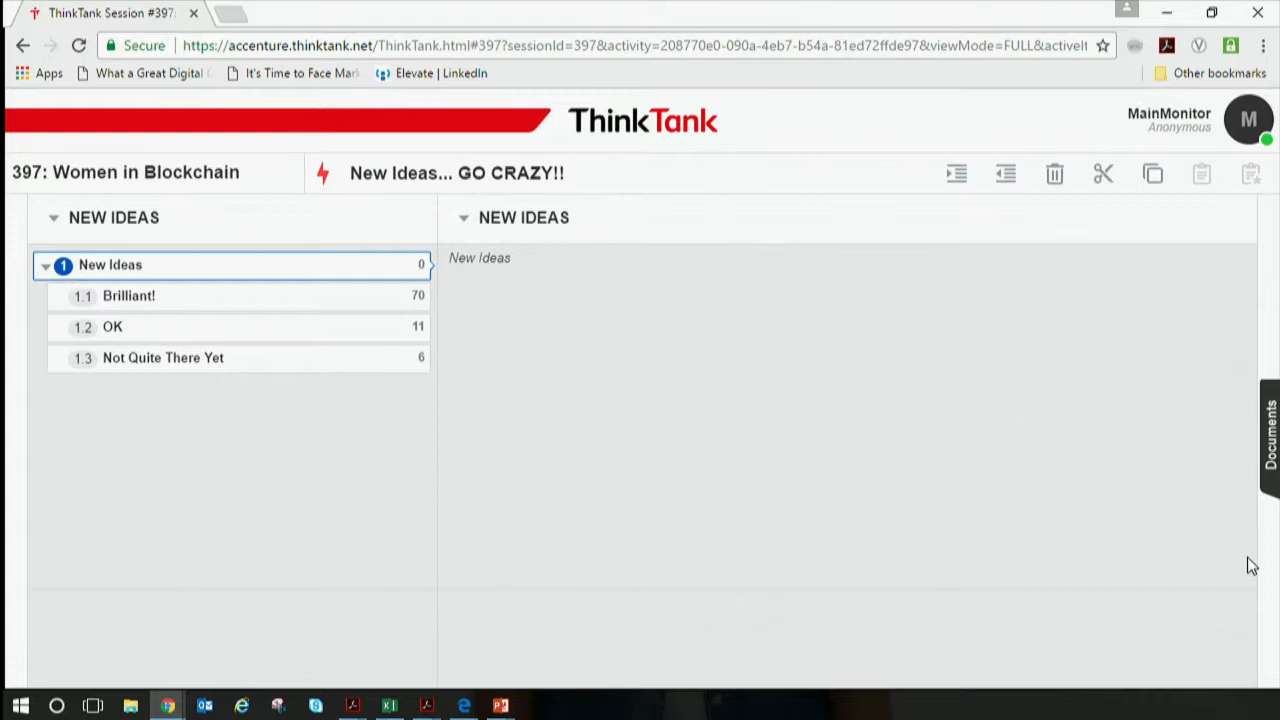 ThinkTank Session #397:
Secure
https://accenture.thinktank.net/ThinkTank.html#397?sessionId=397&activity=208770e0-090a-4eb7-b54a-81ed72ffde97&viewMode=FULL&activeIt
Apps
What a Great Digital
It's Time to Face Mar
Elevate | LinkedIn
Other bookmarks
ThinkTank
MainMonitor
Anonymous
M
397: Women in Blockchain
New Ideas... GO CRAZY!!
NEW IDEAS
NEW IDEAS
1 New Ideas 0
New Ideas
1.1 Brilliant! 70
1.2 OK 11
1.3 Not Quite There Yet 6
Documents